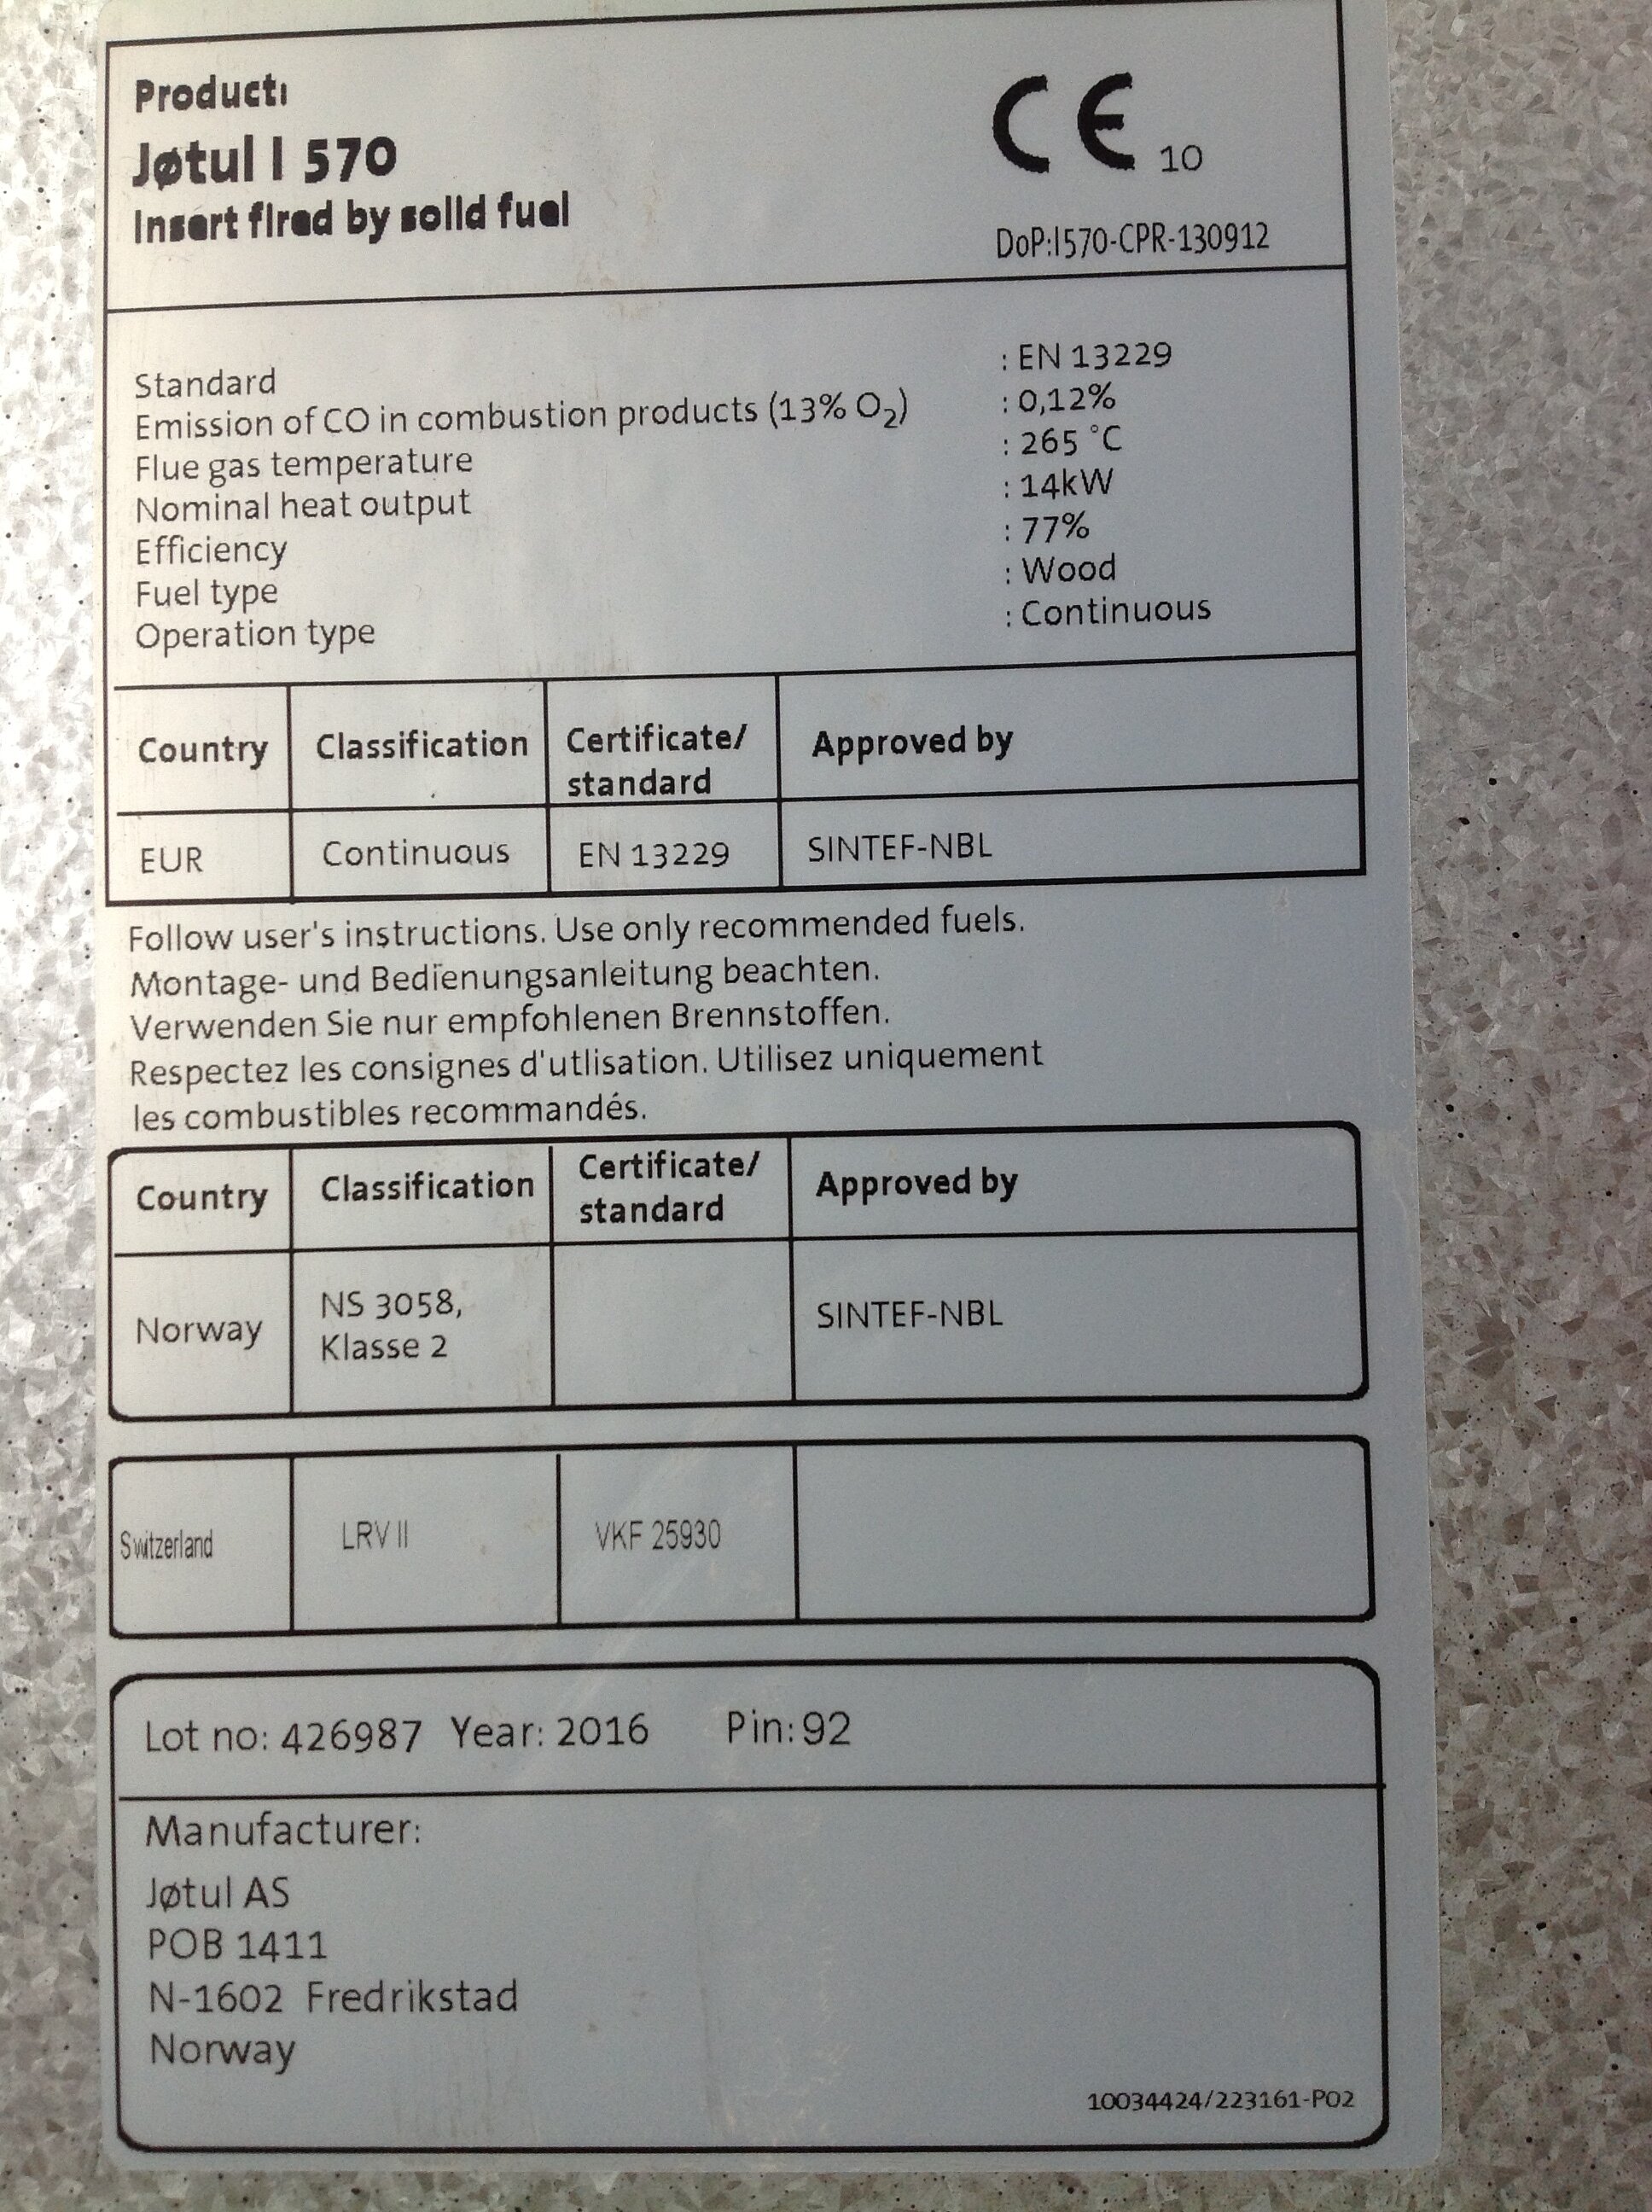 Product:
Jøtul I 570
Insert fired by solid fuel
CE 10
DoP:I570-CPR-130912
Standard : EN 13229
Emission of CO in combustion products (13% O₂) : 0,12%
Flue gas temperature : 265 °C
Nominal heat output : 14kW
Efficiency : 77%
Fuel type : Wood
Operation type : Continuous
Country Classification Certificate/ standard Approved by
EUR Continuous EN 13229 SINTEF-NBL
Follow user's instructions. Use only recommended fuels.
Montage- und Bedienungsanleitung beachten.
Verwenden Sie nur empfohlenen Brennstoffen.
Respectez les consignes d'utlisation. Utilisez uniquement
les combustibles recommandés.
Country Classification Certificate/ standard Approved by
Norway NS 3058, Klasse 2 SINTEF-NBL
Switzerland LRV II VKF 25930
Lot no: 426987 Year: 2016 Pin: 92
Manufacturer:
Jøtul AS
POB 1411
N-1602 Fredrikstad
Norway
10034424/223161-P02